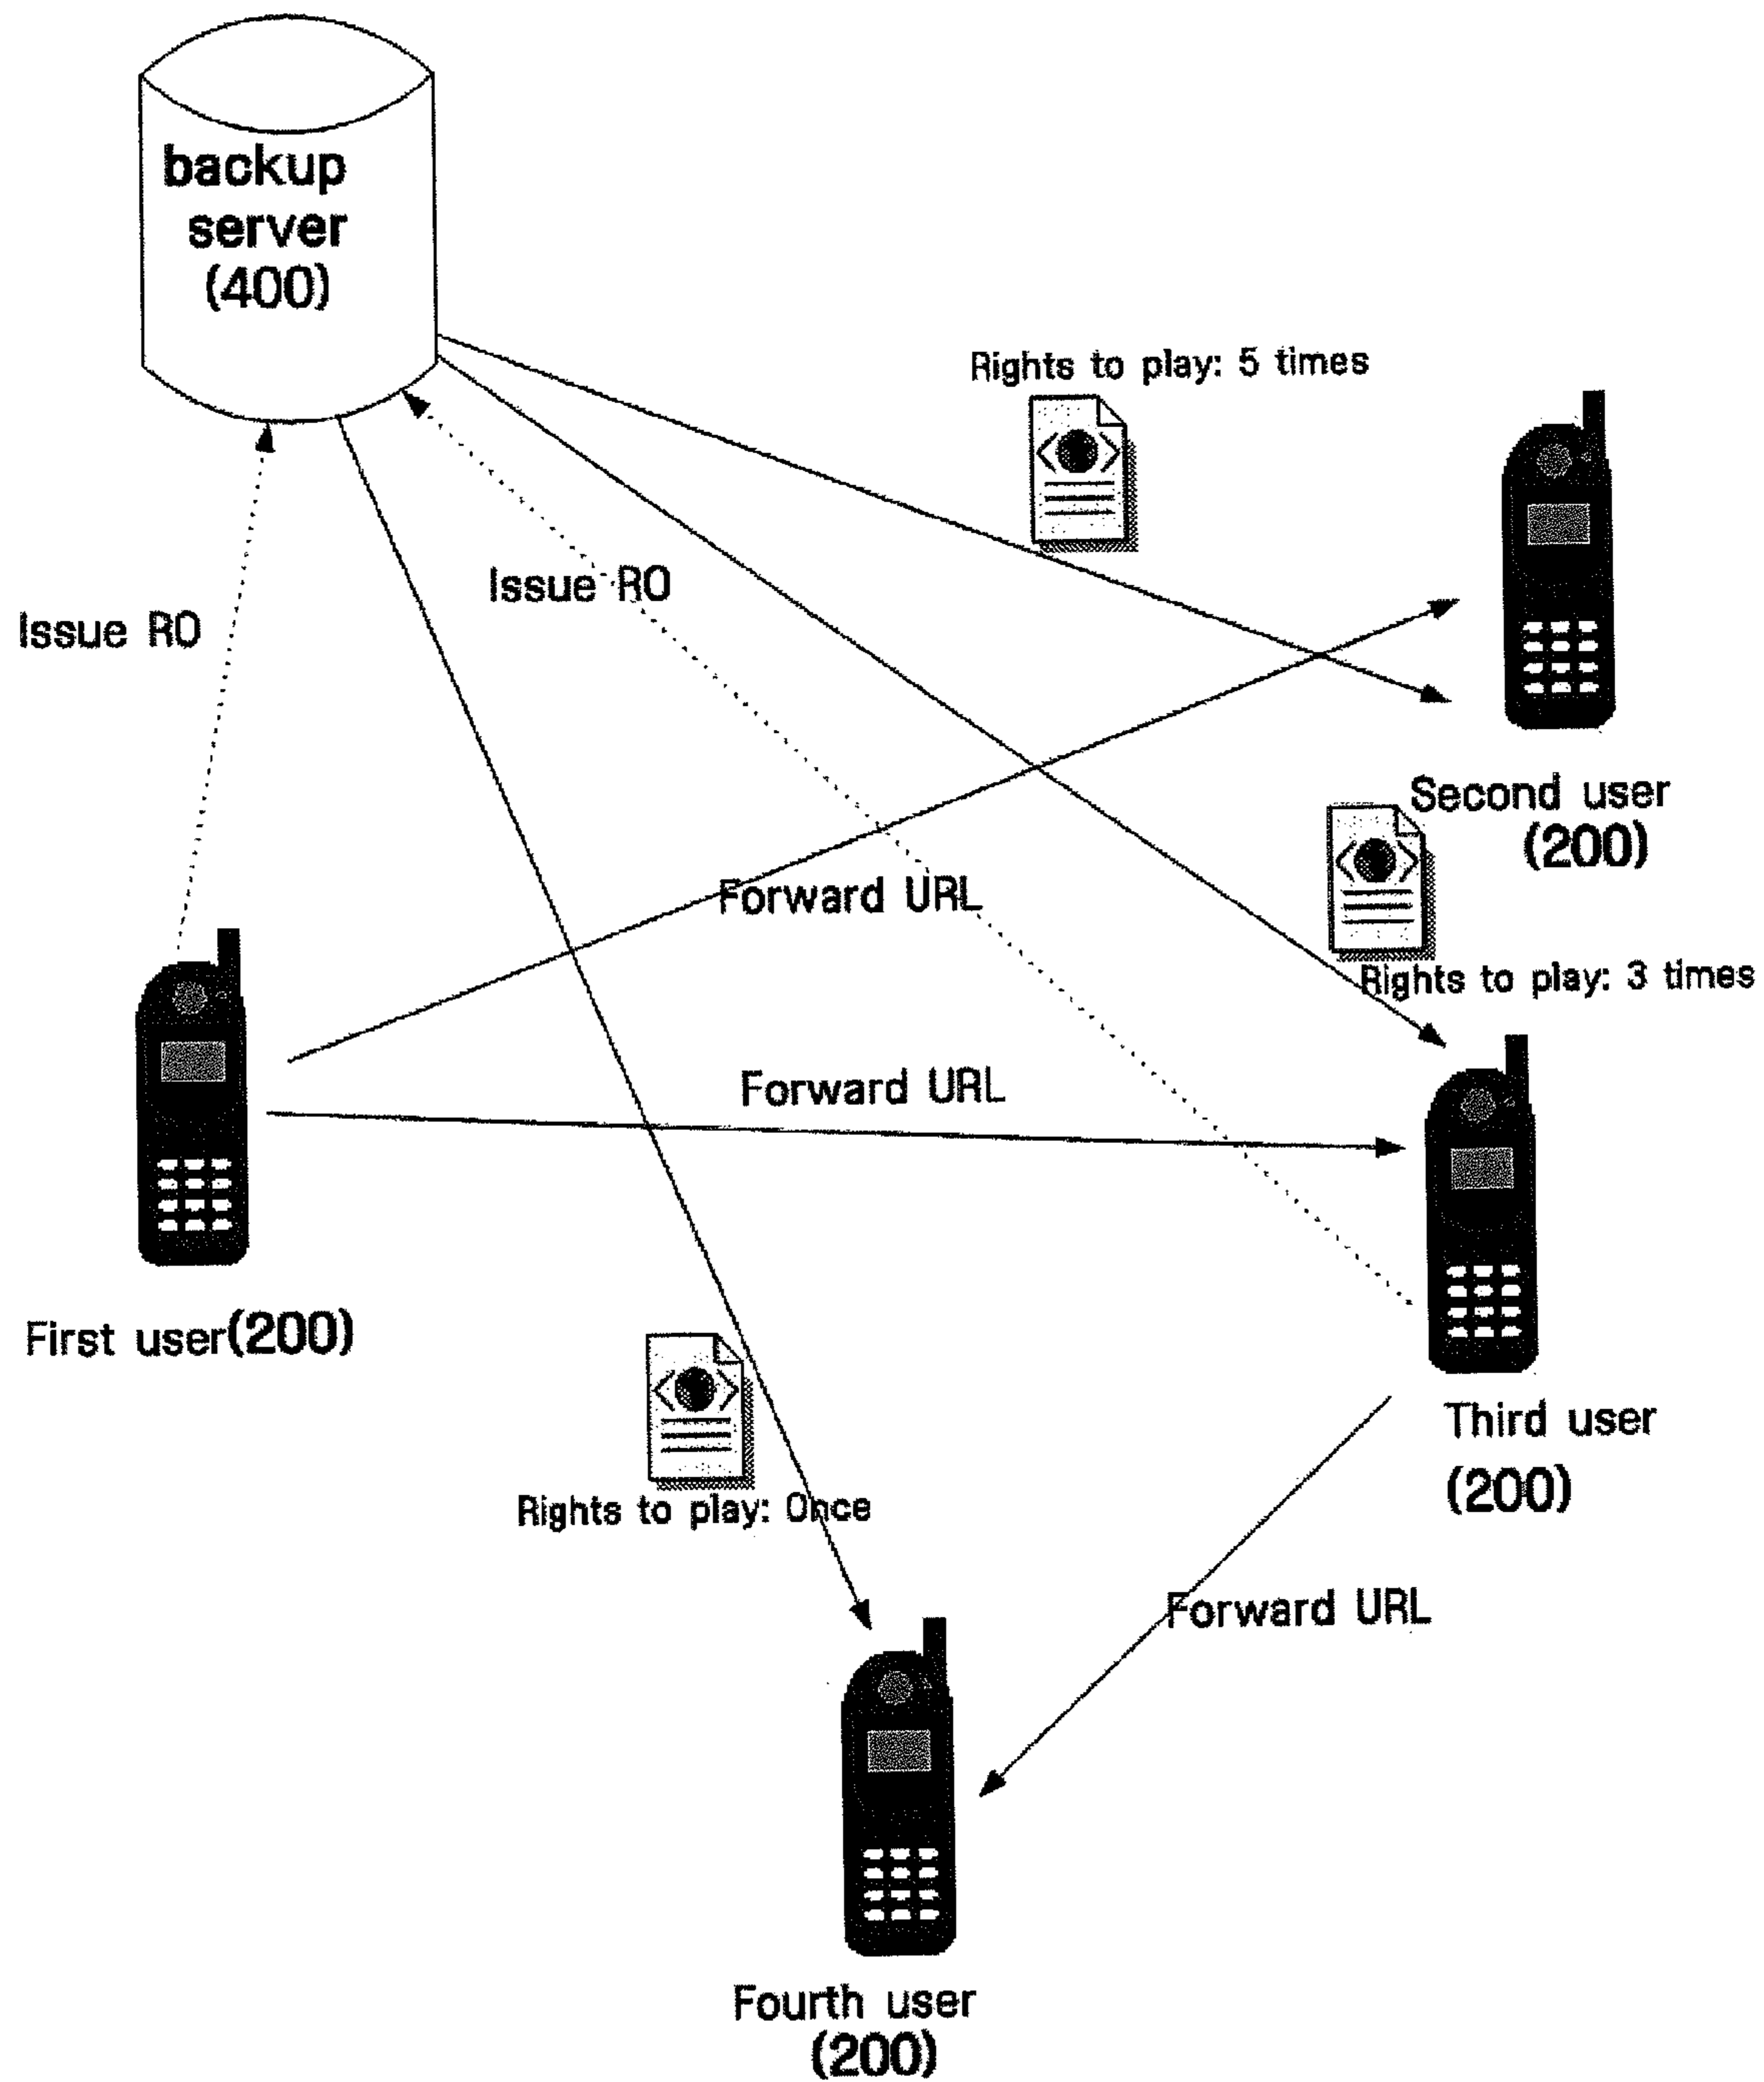 backup
server
(400)
Rights to play: 5 times
Issue RO
Issue RO
Second user
(200)
Forward URL
Rights to play: 3 times
Forward URL
First user(200)
Third user
(200)
Rights to play: Once
Forward URL
Fourth user
(200)